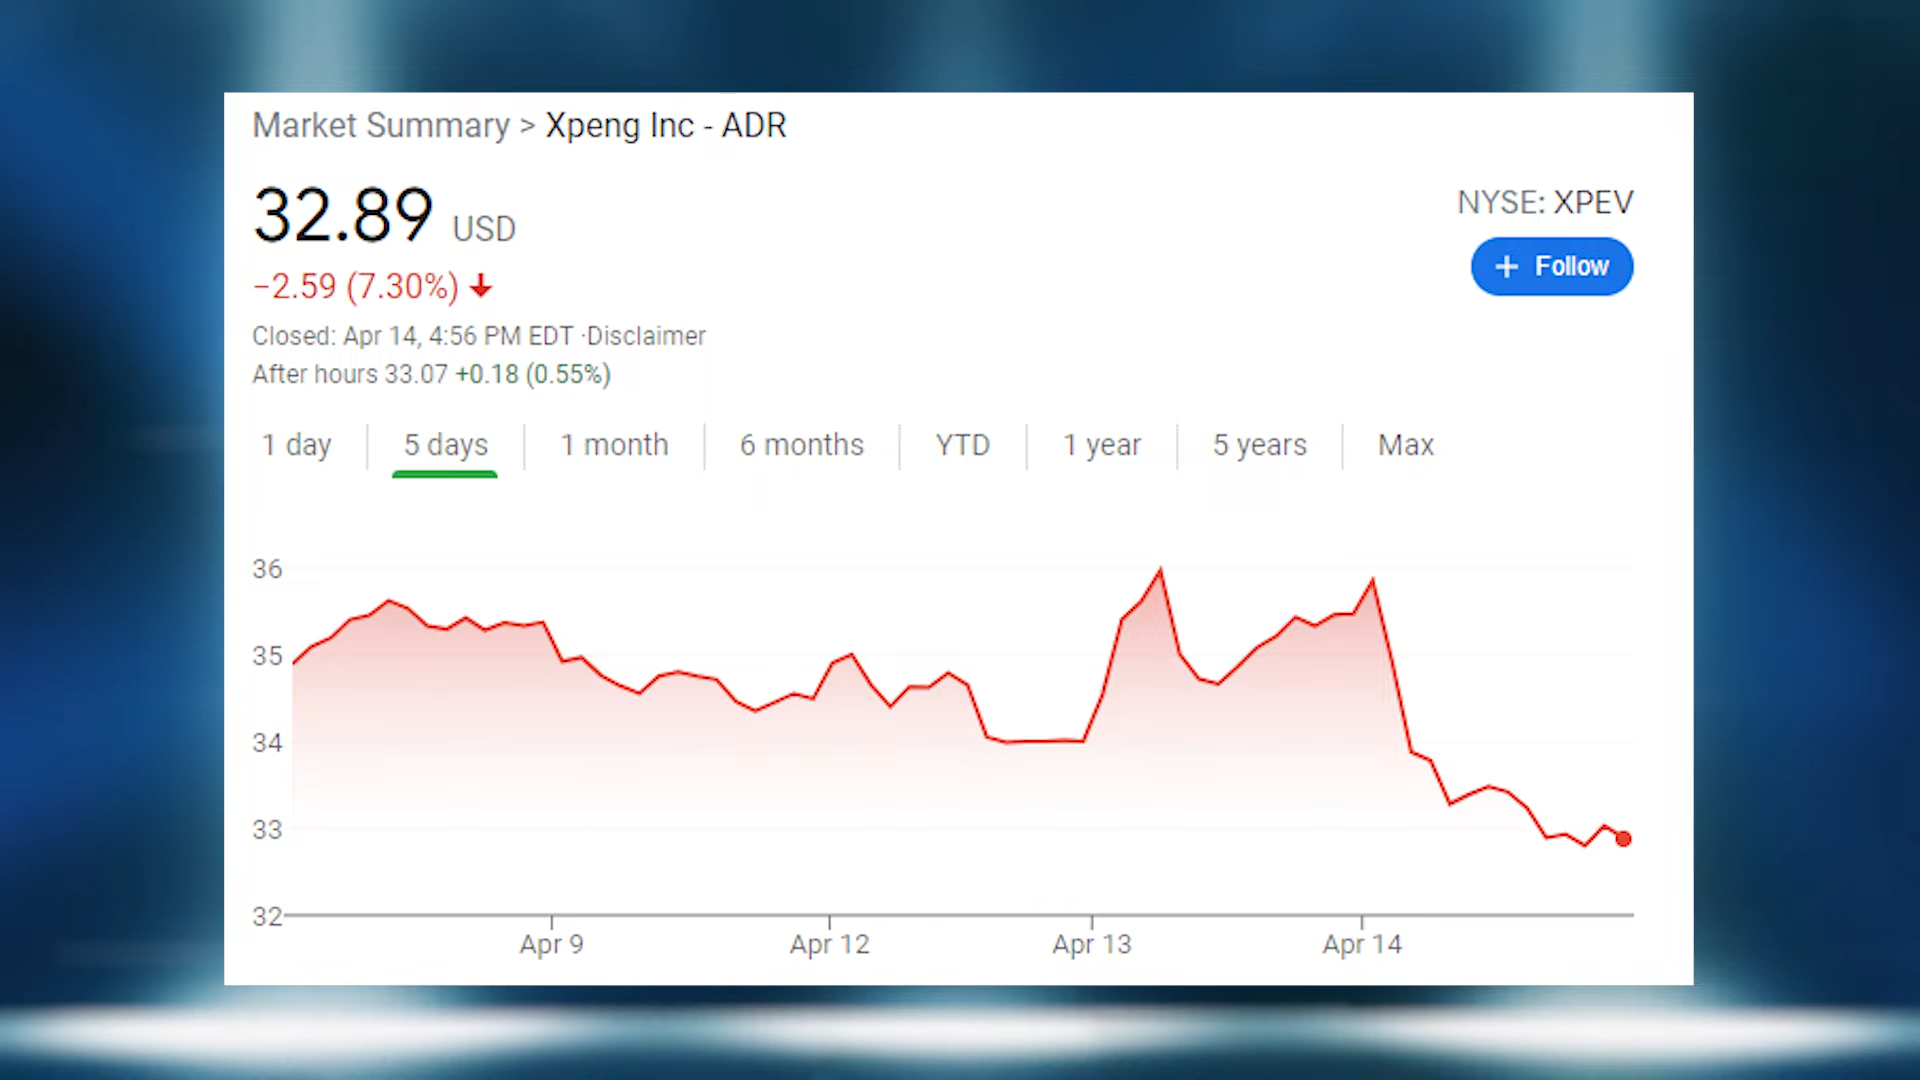 Market Summary > Xpeng Inc - ADR
32.89 USD
NYSE: XPEV
+ Follow
−2.59 (7.30%) ↓
Closed: Apr 14, 4:56 PM EDT ·Disclaimer
After hours 33.07 +0.18 (0.55%)
1 day 5 days 1 month 6 months YTD 1 year 5 years Max
36
35
34
33
32
Apr 9 Apr 12 Apr 13 Apr 14